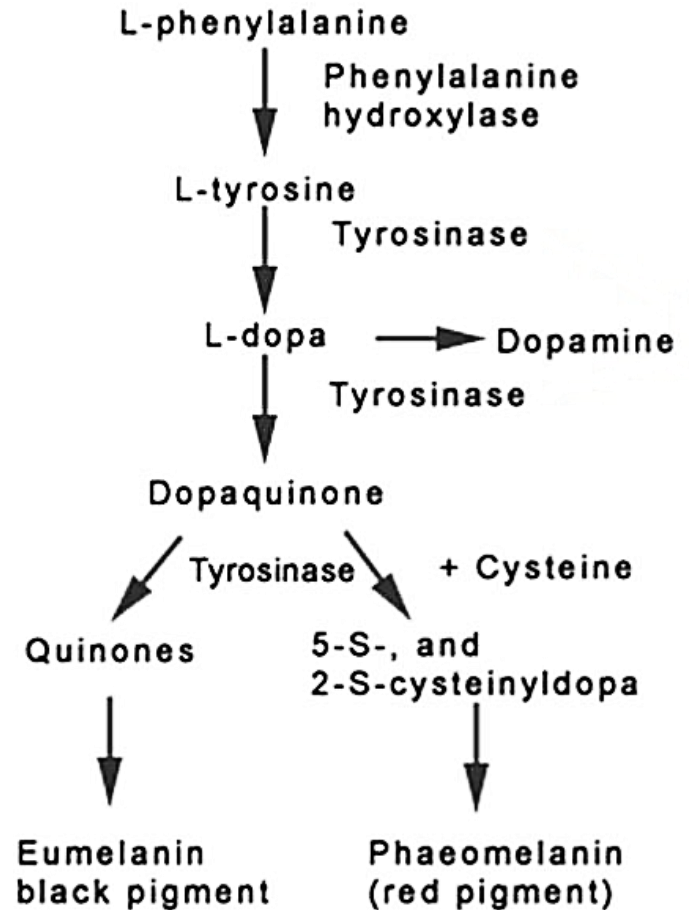 L-phenylalanine
Phenylalanine
hydroxylase
L-tyrosine
Tyrosinase
L-dopa
Dopamine
Tyrosinase
Dopaquinone
Tyrosinase
+ Cysteine
Quinones
5-S-, and
2-S-cysteinyldopa
Eumelanin
black pigment
Phaeomelanin
(red pigment)